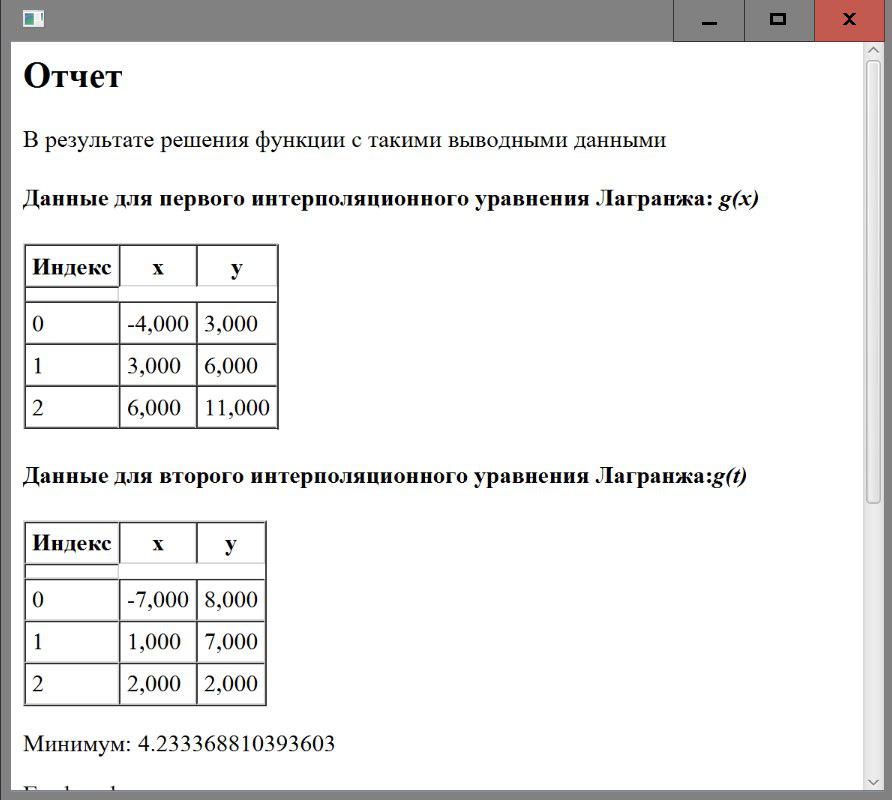 Отчет
В результате решения функции с такими выводными данными
Данные для первого интерполяционного уравнения Лагранжа: g(x)
Индекс x y
0 -4,000 3,000
1 3,000 6,000
2 6,000 11,000
Данные для второго интерполяционного уравнения Лагранжа:g(t)
Индекс x y
0 -7,000 8,000
1 1,000 7,000
2 2,000 2,000
Минимум: 4.233368810393603